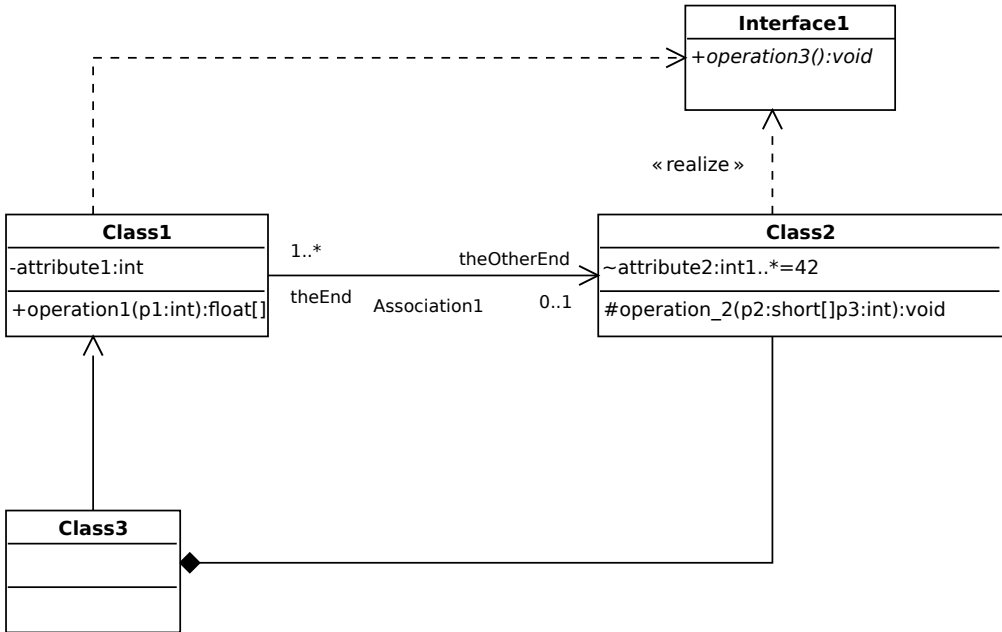 Interface1
+operation3():void
«realize»
Class1
-attribute1:int
+operation1(p1:int):float[]
1..*
theEnd
Association1
theOtherEnd
0..1
Class2
~attribute2:int1..*=42
#operation_2(p2:short[]p3:int):void
Class3